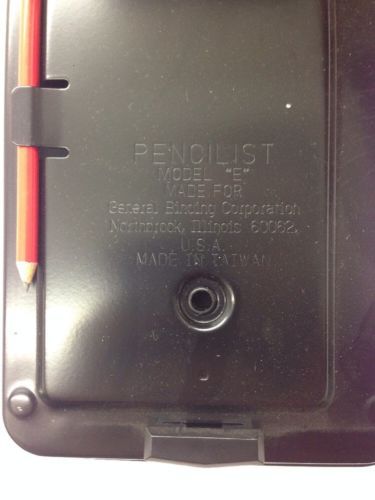 PENCILIST
MODEL "E"
MADE FOR
General Binding Corporation
Northbrook, Illinois 60062,
U.S.A.
MADE IN TAIWAN